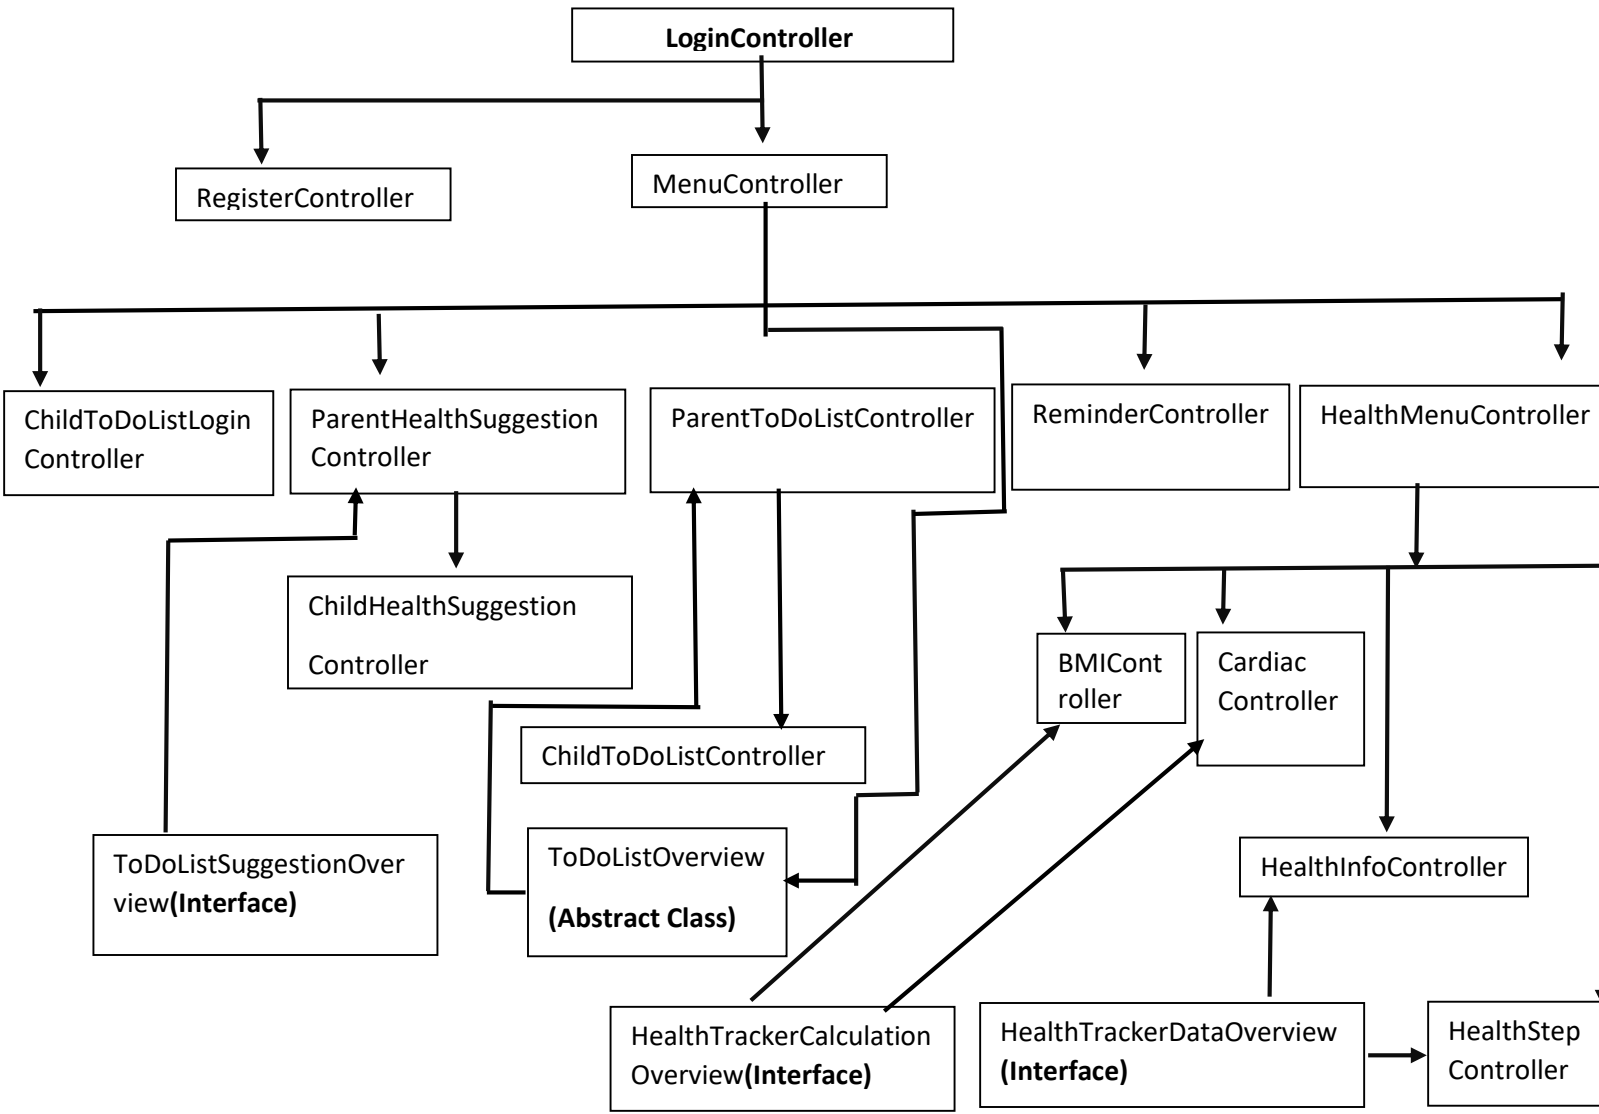 LoginController
RegisterController
MenuController
ChildToDoListLogin
Controller
ParentHealthSuggestion
Controller
ParentToDoListController
ReminderController
HealthMenuController
ChildHealthSuggestion
Controller
BMICont
roller
Cardiac
Controller
ChildToDoListController
ToDoListSuggestionOver
view(Interface)
ToDoListOverview
(Abstract Class)
HealthInfoController
HealthTrackerCalculation
Overview(Interface)
HealthTrackerDataOverview
(Interface)
HealthStep
Controller